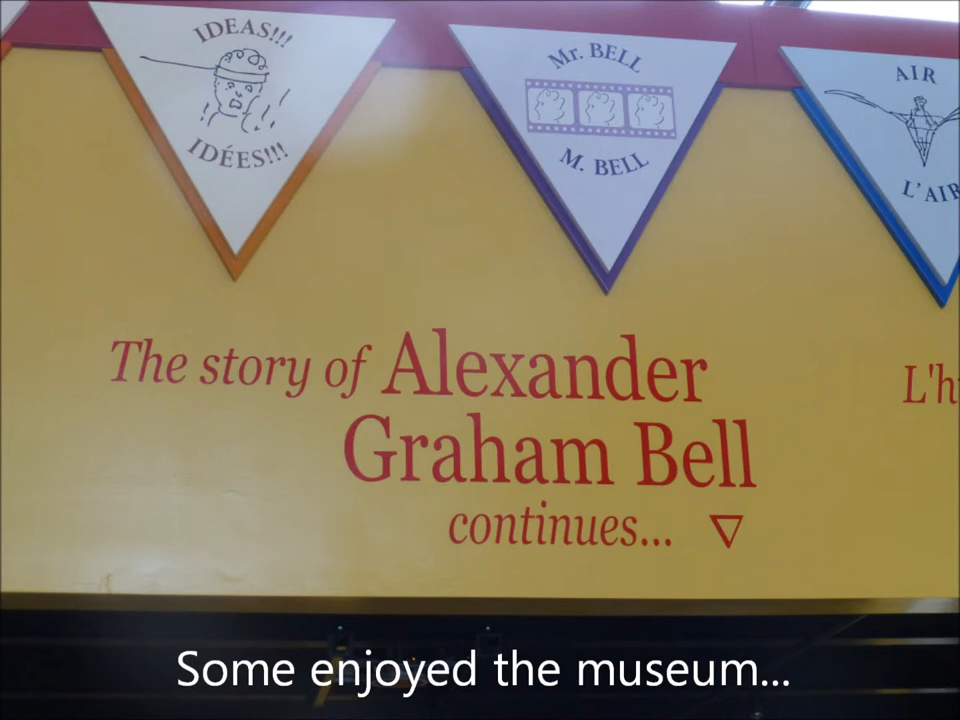 IDEAS!!!
IDÉES!!!
Mr. BELL
M. BELL
AIR
L'AIR
The story of Alexander
Graham Bell
continues...
L'h
Some enjoyed the museum...